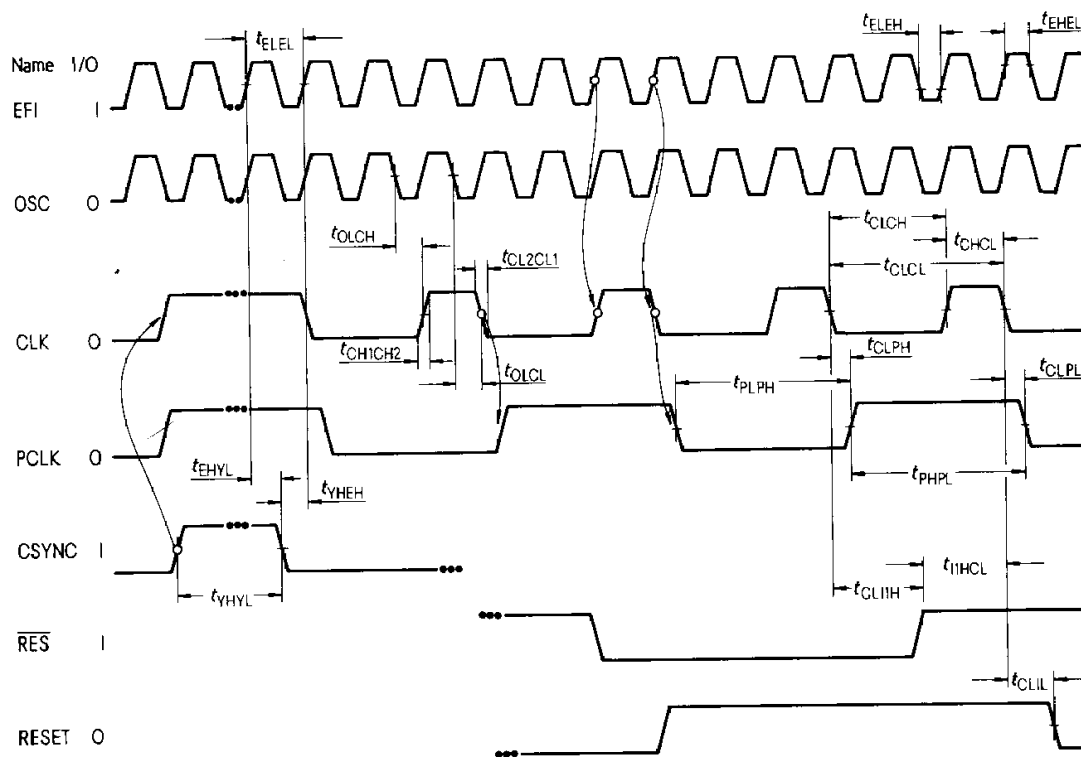 tELEL
tELEH
tEHEL
Name I/O
EFI I
OSC O
tOLCH
tCL2CL1
tCLCH
tCHCL
tCLCL
CLK O
tCH1CH2
tOLCL
tCLPH
tPLPH
tCLPL
PCLK O
tEHYL
tYHEH
tPHPL
CSYNC I
tYHYL
tI1HCL
tCLI1H
RES I
tCLIL
RESET O